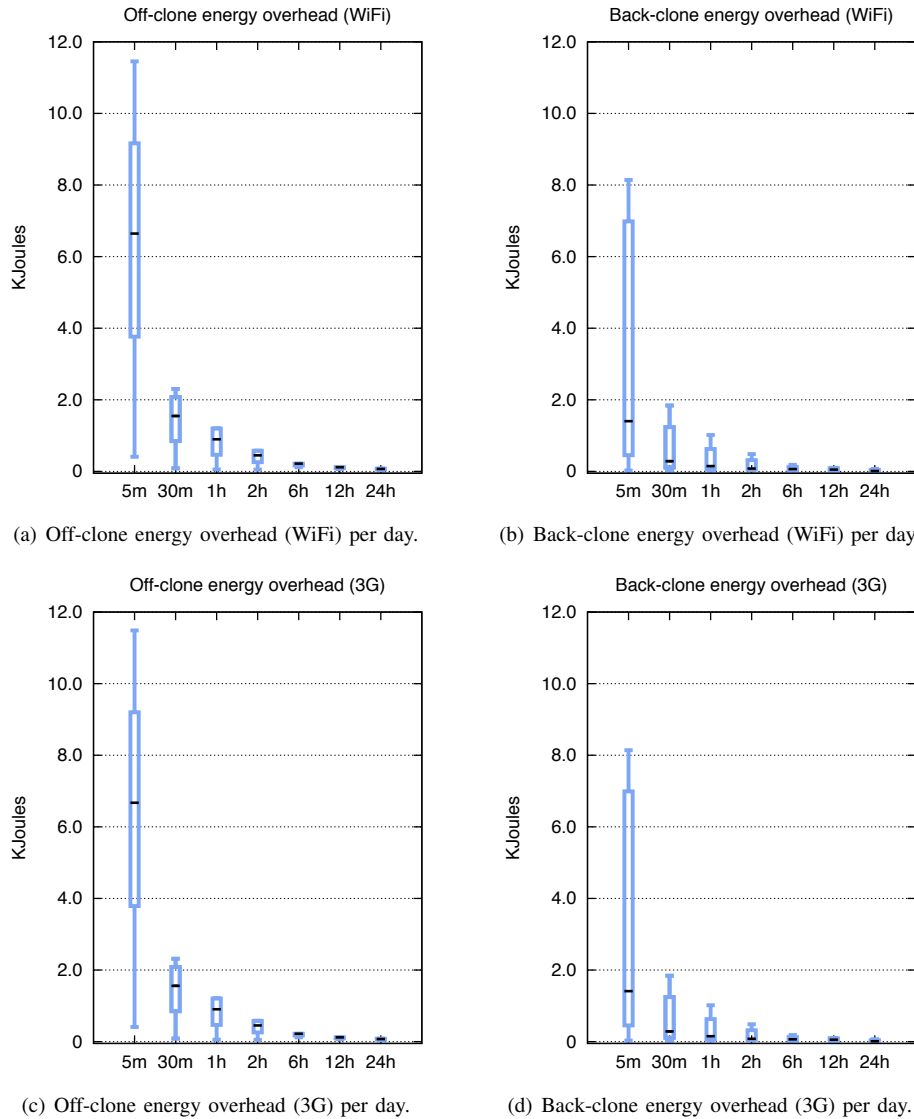 Off-clone energy overhead (WiFi)
12.0
10.0
8.0
6.0
4.0
2.0
0
KJoules
5m 30m 1h 2h 6h 12h 24h
(a) Off-clone energy overhead (WiFi) per day.
Back-clone energy overhead (WiFi)
12.0
10.0
8.0
6.0
4.0
2.0
0
KJoules
5m 30m 1h 2h 6h 12h 24h
(b) Back-clone energy overhead (WiFi) per day
Off-clone energy overhead (3G)
12.0
10.0
8.0
6.0
4.0
2.0
0
KJoules
5m 30m 1h 2h 6h 12h 24h
(c) Off-clone energy overhead (3G) per day.
Back-clone energy overhead (3G)
12.0
10.0
8.0
6.0
4.0
2.0
0
KJoules
5m 30m 1h 2h 6h 12h 24h
(d) Back-clone energy overhead (3G) per day.